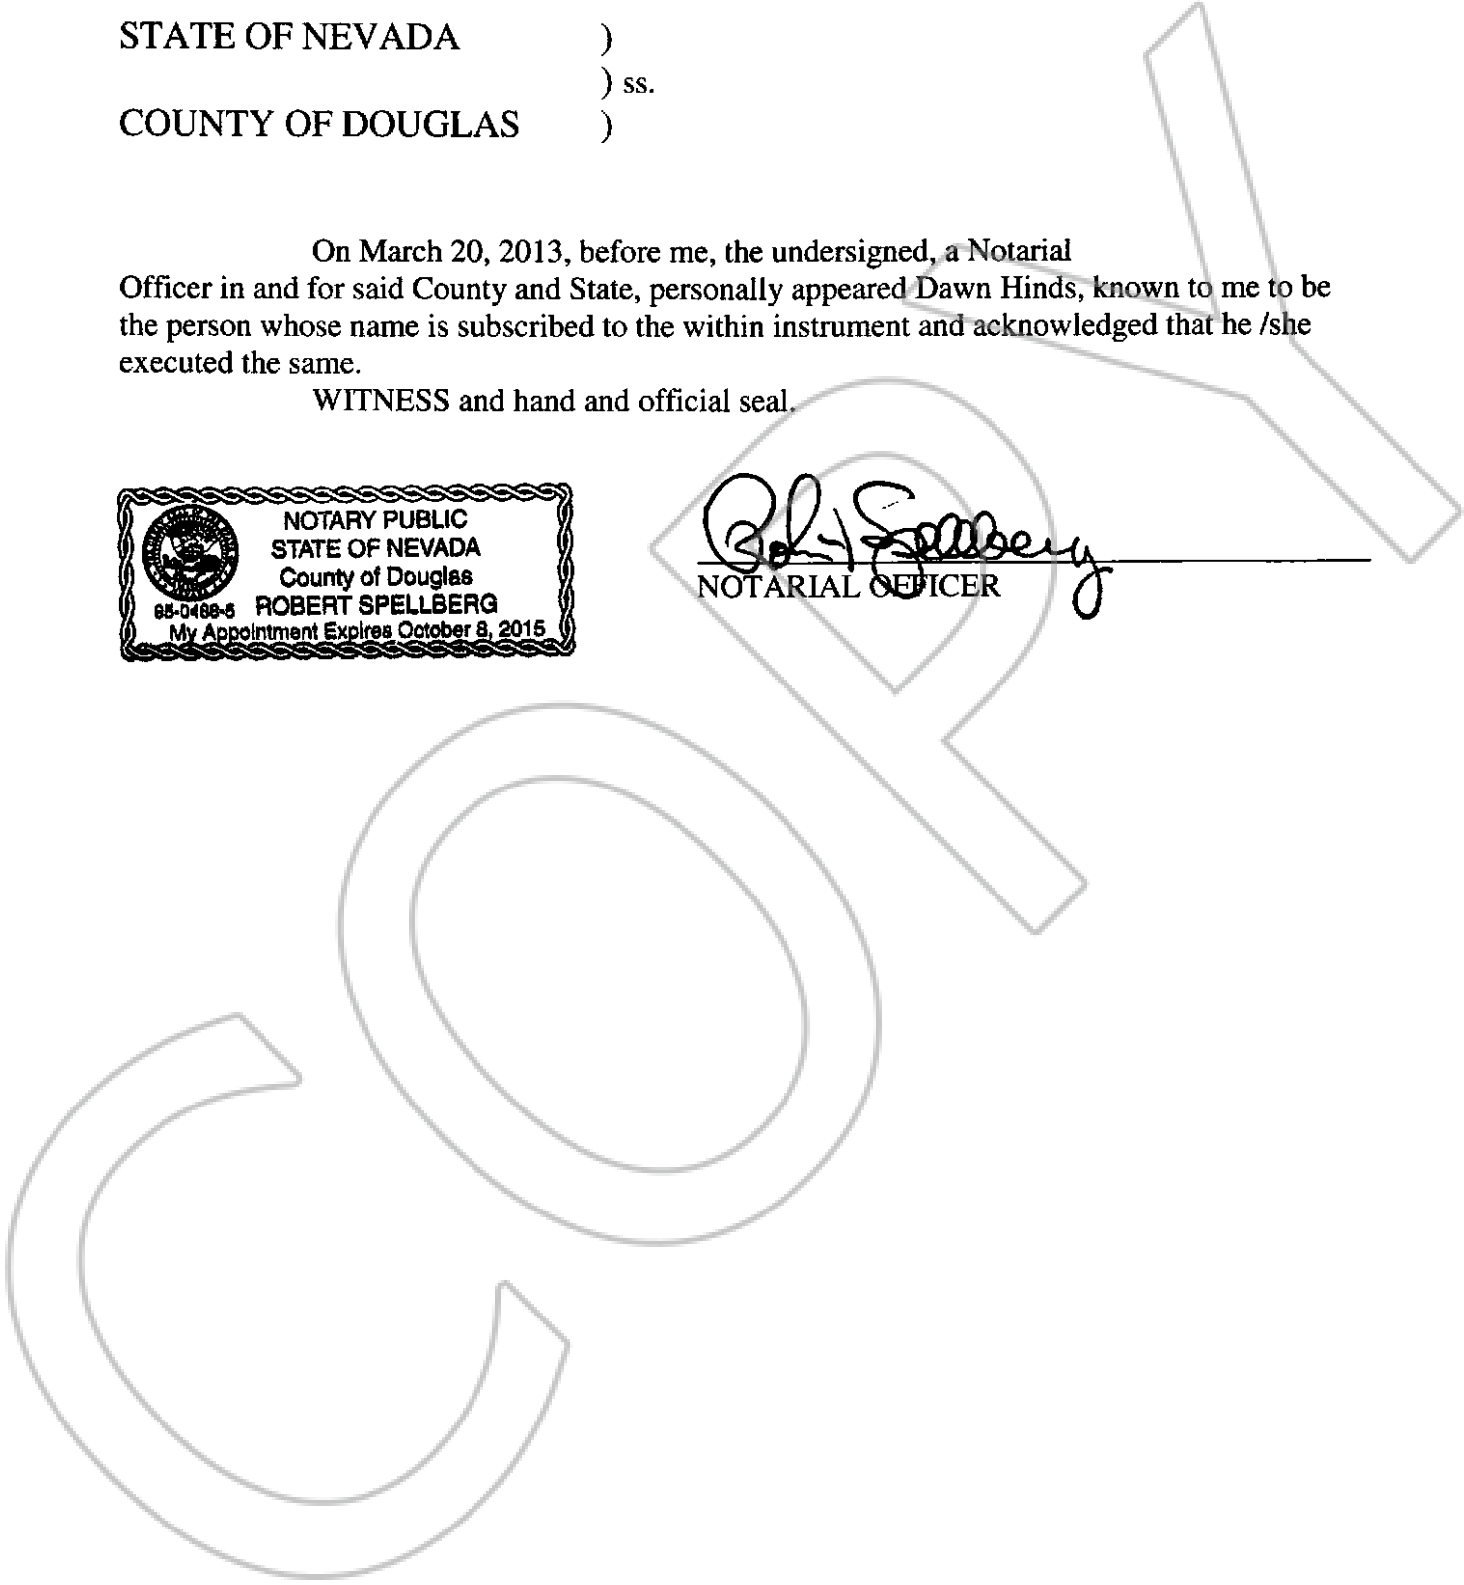 STATE OF NEVADA )
) ss.
COUNTY OF DOUGLAS )
On March 20, 2013, before me, the undersigned, a Notarial
Officer in and for said County and State, personally appeared Dawn Hinds, known to me to be
the person whose name is subscribed to the within instrument and acknowledged that he /she
executed the same.
WITNESS and hand and official seal.
NOTARY PUBLIC
STATE OF NEVADA
County of Douglas
ROBERT SPELLBERG
My Appointment Expires October 8, 2015
Spellberg
NOTARIAL OFFICER
COPY